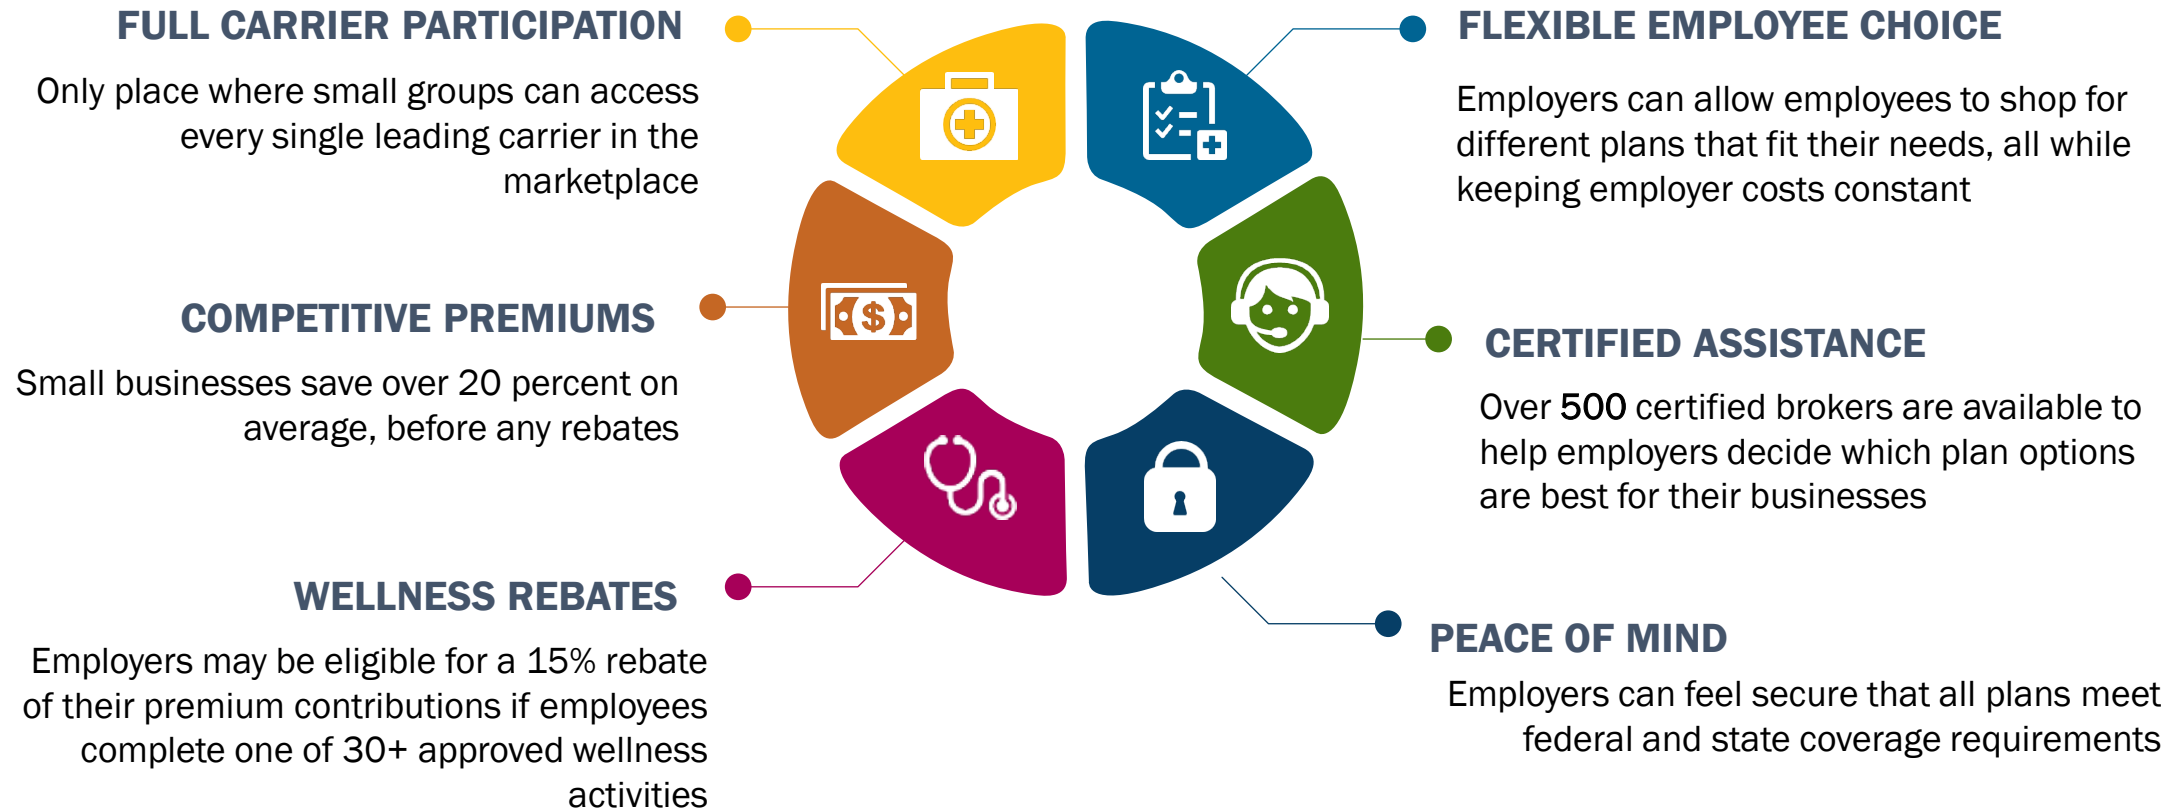 FULL CARRIER PARTICIPATION
Only place where small groups can access
every single leading carrier in the
marketplace
COMPETITIVE PREMIUMS
Small businesses save over 20 percent on
average, before any rebates
WELLNESS REBATES
Employers may be eligible for a 15% rebate
of their premium contributions if employees
complete one of 30+ approved wellness
activities
$
FLEXIBLE EMPLOYEE CHOICE
Employers can allow employees to shop for
different plans that fit their needs, all while
keeping employer costs constant
CERTIFIED ASSISTANCE
Over 500 certified brokers are available to
help employers decide which plan options
are best for their businesses
PEACE OF MIND
Employers can feel secure that all plans meet
federal and state coverage requirements